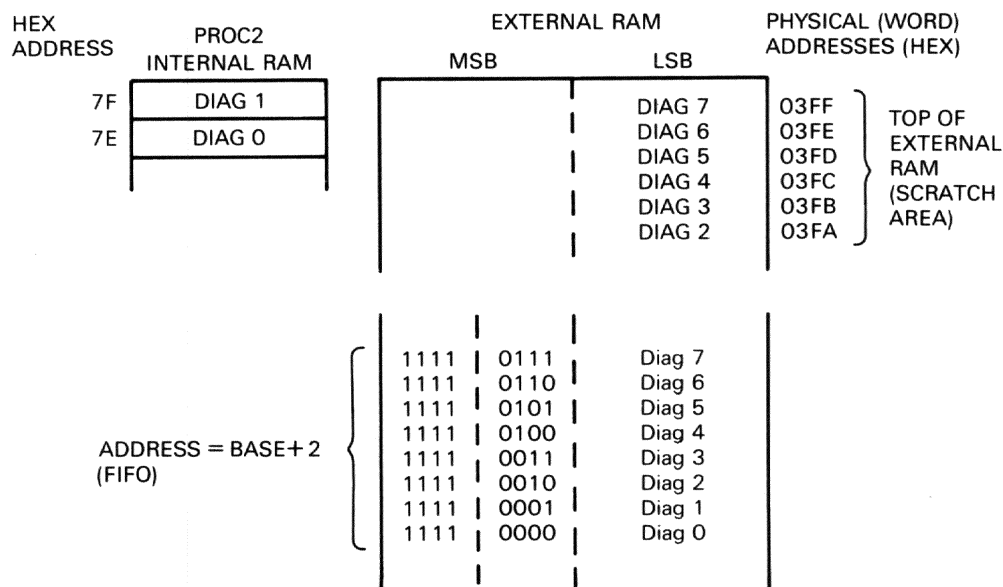 HEX
ADDRESS
PROC2
INTERNAL RAM
7F DIAG 1
7E DIAG 0
EXTERNAL RAM
MSB LSB
PHYSICAL (WORD)
ADDRESSES (HEX)
DIAG 7 03FF
DIAG 6 03FE
DIAG 5 03FD
DIAG 4 03FC
DIAG 3 03FB
DIAG 2 03FA
TOP OF
EXTERNAL
RAM
(SCRATCH
AREA)
ADDRESS = BASE+2
(FIFO)
1111 0111 Diag 7
1111 0110 Diag 6
1111 0101 Diag 5
1111 0100 Diag 4
1111 0011 Diag 3
1111 0010 Diag 2
1111 0001 Diag 1
1111 0000 Diag 0